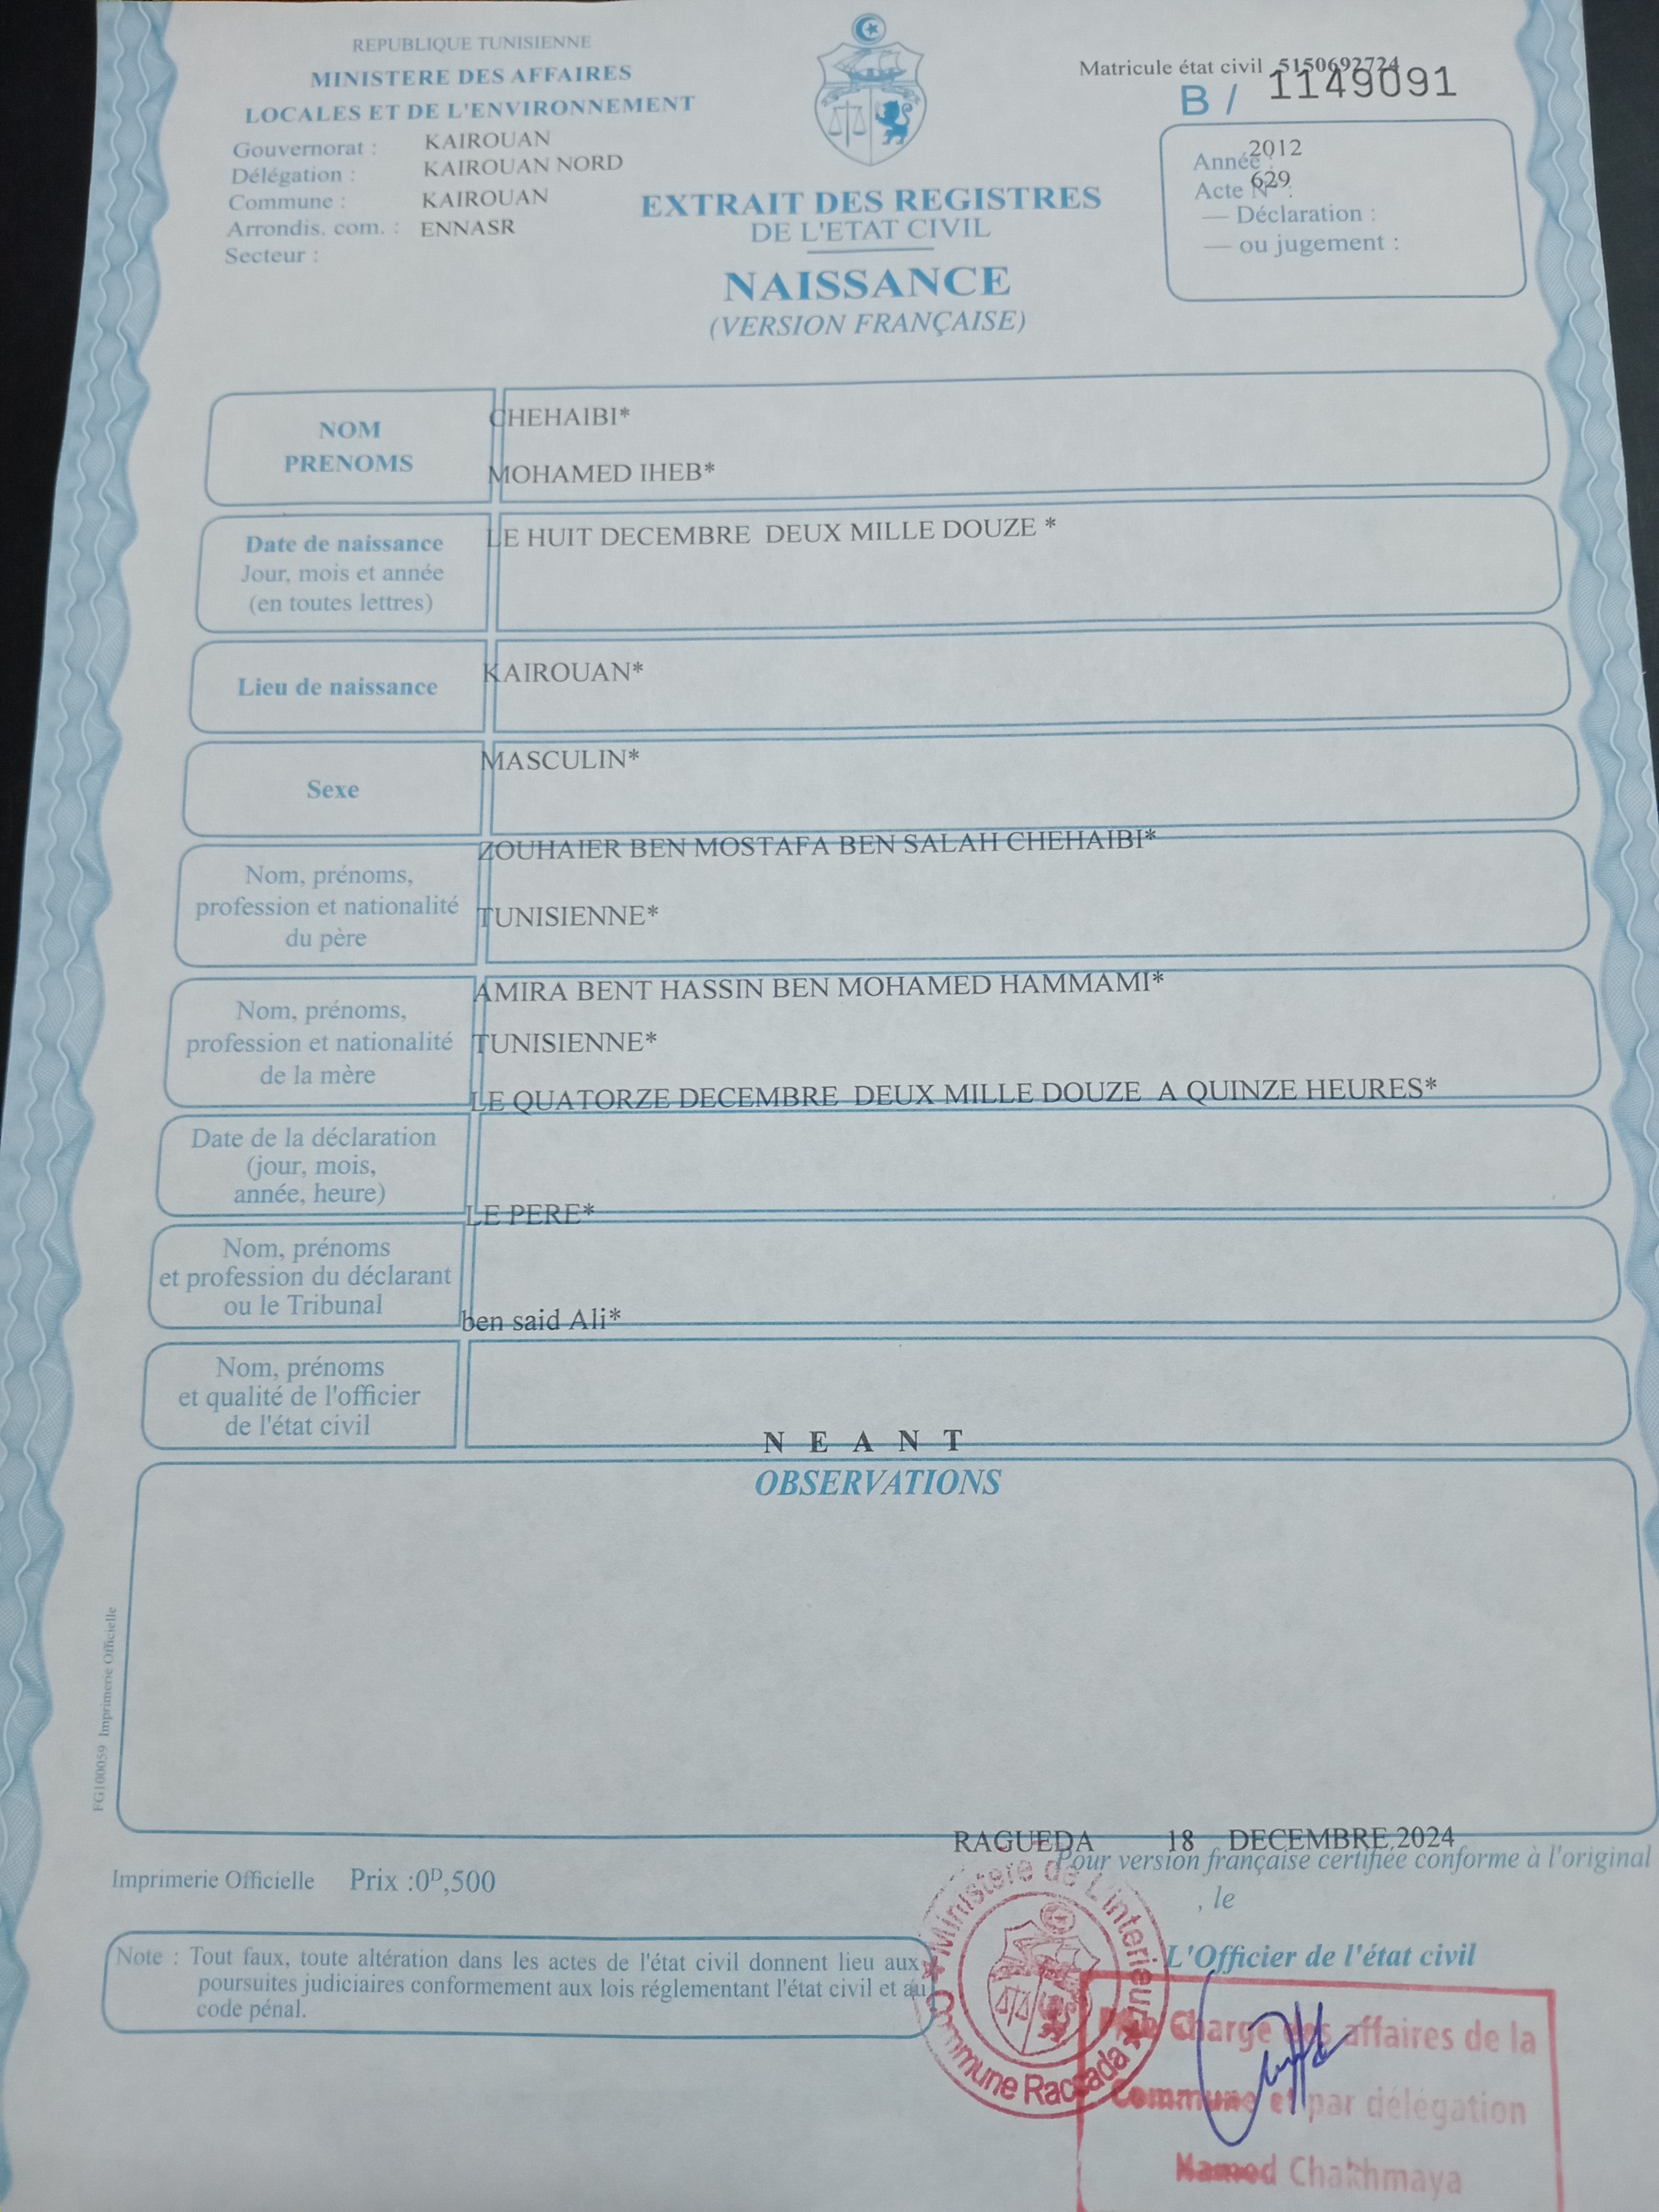 REPUBLIQUE TUNISIENNE
MINISTERE DES AFFAIRES
LOCALES ET DE L'ENVIRONNEMENT
Gouvernorat : KAIROUAN
Délégation : KAIROUAN NORD
Commune : KAIROUAN
Arrondis. com. : ENNASR
Secteur :
Matricule état civil 5150692724
B / 1149091
Année : 2012
Acte N° : 629
— Déclaration :
— ou jugement :
EXTRAIT DES REGISTRES
DE L'ETAT CIVIL
NAISSANCE
(VERSION FRANÇAISE)
NOM
PRENOMS
CHEHAIBI*
MOHAMED IHEB*
Date de naissance
Jour, mois et année
(en toutes lettres)
LE HUIT DECEMBRE DEUX MILLE DOUZE *
Lieu de naissance
KAIROUAN*
Sexe
MASCULIN*
Nom, prénoms,
profession et nationalité
du père
ZOUHAIER BEN MOSTAFA BEN SALAH CHEHAIBI*
TUNISIENNE*
Nom, prénoms,
profession et nationalité
de la mère
AMIRA BENT HASSIN BEN MOHAMED HAMMAMI*
TUNISIENNE*
Date de la déclaration
(jour, mois,
année, heure)
LE QUATORZE DECEMBRE DEUX MILLE DOUZE A QUINZE HEURES*
Nom, prénoms
et profession du déclarant
ou le Tribunal
LE PERE*
Nom, prénoms
et qualité de l'officier
de l'état civil
ben said Ali*
N E A N T
OBSERVATIONS
FG100059 Imprimerie Officielle
RAGUEDA 18 DECEMBRE 2024
Pour version française certifiée conforme à l'original
, le
Imprimerie Officielle Prix :0D,500
L'Officier de l'état civil
Note : Tout faux, toute altération dans les actes de l'état civil donnent lieu aux
poursuites judiciaires conformement aux lois réglementant l'état civil et au
code pénal.
Ministère de L'interieur
Commune Raccada
Charge des affaires de la
Commune et par délégation
Chakhmaya